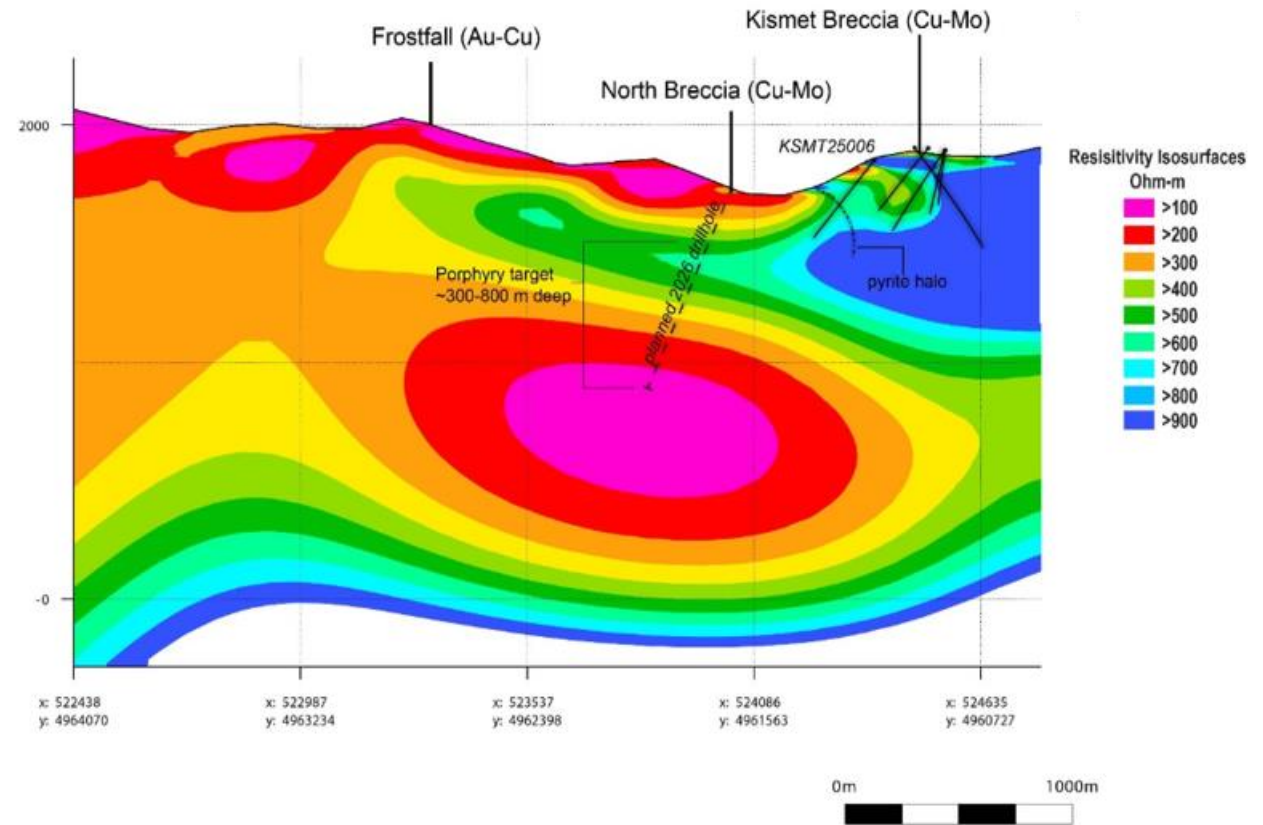 Kismet Breccia (Cu-Mo)
Frostfall (Au-Cu)
North Breccia (Cu-Mo)
KSMT25006
2000
Porphyry target
~300-800 m deep
planned 2026 drillhole
pyrite halo
-0
Resisitivity Isosurfaces
Ohm-m
>100
>200
>300
>400
>500
>600
>700
>800
>900
x: 522438
y: 4964070
x: 522987
y: 4963234
x: 523537
y: 4962398
x: 524086
y: 4961563
x: 524635
y: 4960727
0m
1000m